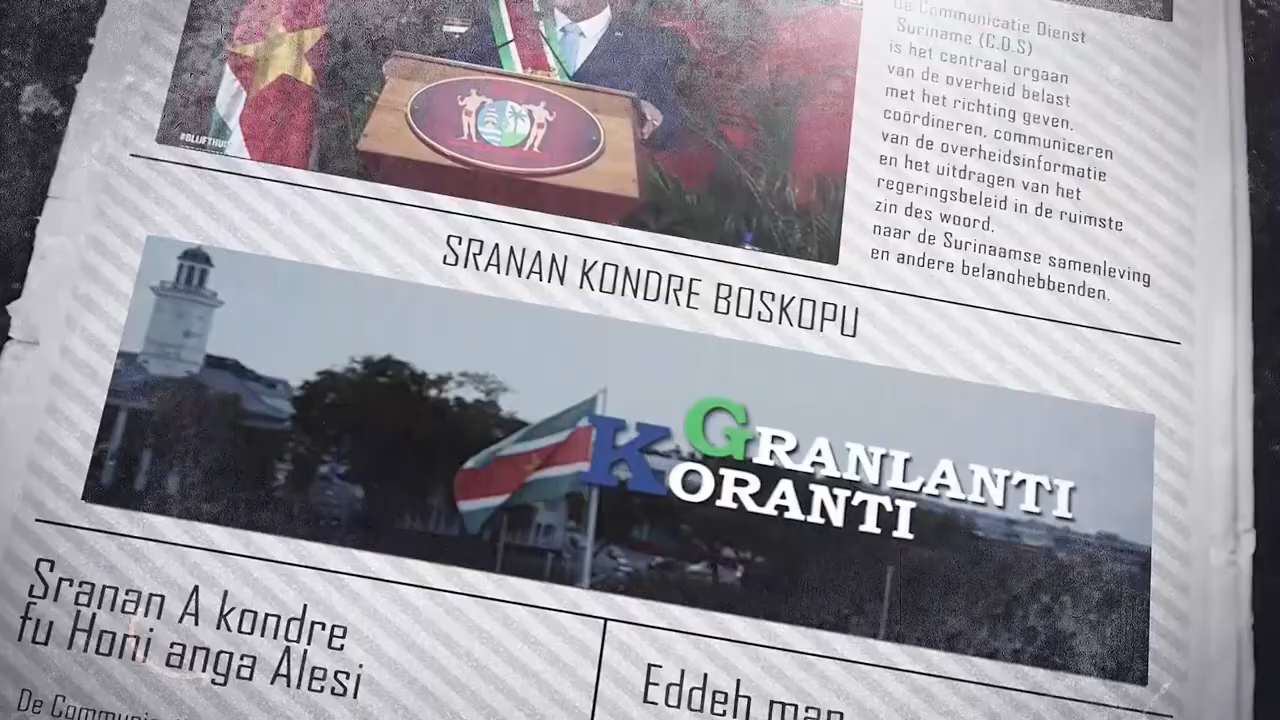 #BLUFTHUIS
De Communicatie Dienst
Suriname (C.D.S)
is het centraal orgaan
van de overheid belast
met het richting geven,
coördineren, communiceren
van de overheidsinformatie
en het uitdragen van het
regeringsbeleid in de ruimste
zin des woord,
naar de Surinaamse samenleving
en andere belanghebbenden.
SRANAN KONDRE BOSKOPU
GRANLANTI
KORANTI
Sranan A kondre
fu Honi anga Alesi
De
Eddeh man